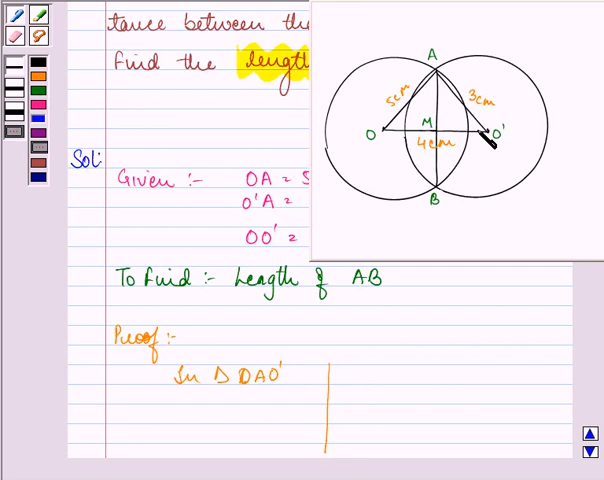 tance between the
find the length
Sol:
Given :- OA = 5
O'A =
OO' =
To Find :- Length of AB
Proof :-
In Δ OAO'
A
5cm
3cm
O
M
O'
4cm
B